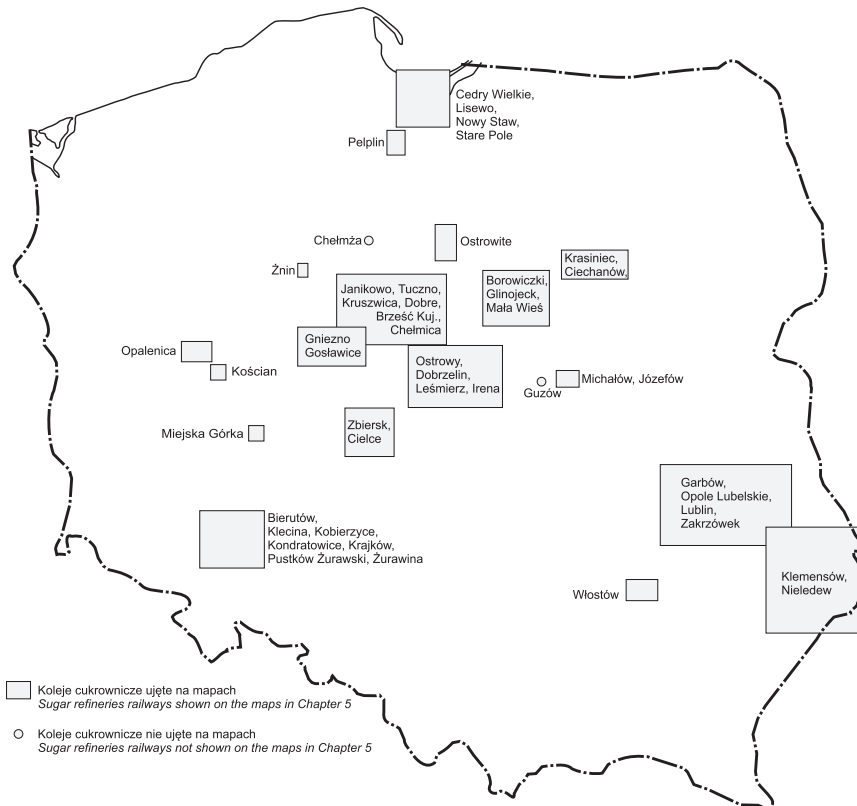 Cedry Wielkie,
Lisewo,
Nowy Staw,
Stare Pole
Pelplin
Chełmża
Ostrowite
Żnin
Krasiniec,
Ciechanów,
Janikowo, Tuczno,
Kruszwica, Dobre,
Brześć Kuj.,
Chełmica
Borowiczki,
Glinojeck,
Mała Wieś
Gniezno
Gosławice
Opalenica
Kościan
Ostrowy,
Dobrzelin,
Leśmierz, Irena
Guzów
Michałów, Józefów
Miejska Górka
Zbiersk,
Cielce
Garbów,
Opole Lubelskie,
Lublin,
Zakrzówek
Bierutów,
Klecina, Kobierzyce,
Kondratowice, Krajków,
Pustków Żurawski, Żurawina
Klemensów,
Nieledew
Włostów
Koleje cukrownicze ujęte na mapach
Sugar refineries railways shown on the maps in Chapter 5
Koleje cukrownicze nie ujęte na mapach
Sugar refineries railways not shown on the maps in Chapter 5